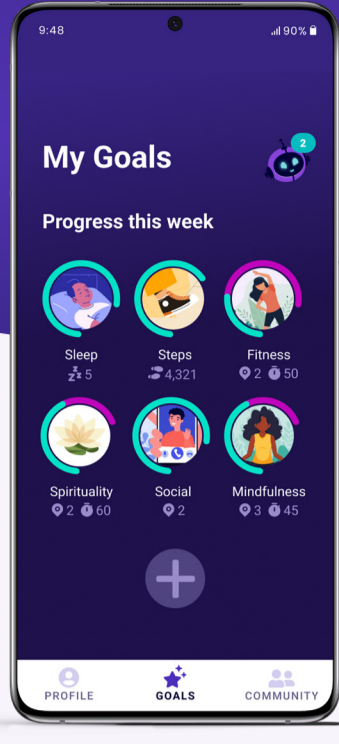 9:48
90%
2
My Goals
Progress this week
Sleep
Steps
Fitness
zzz 5
4,321
2 50
Spirituality
Social
Mindfulness
2 60
2
3 45
PROFILE
GOALS
COMMUNITY